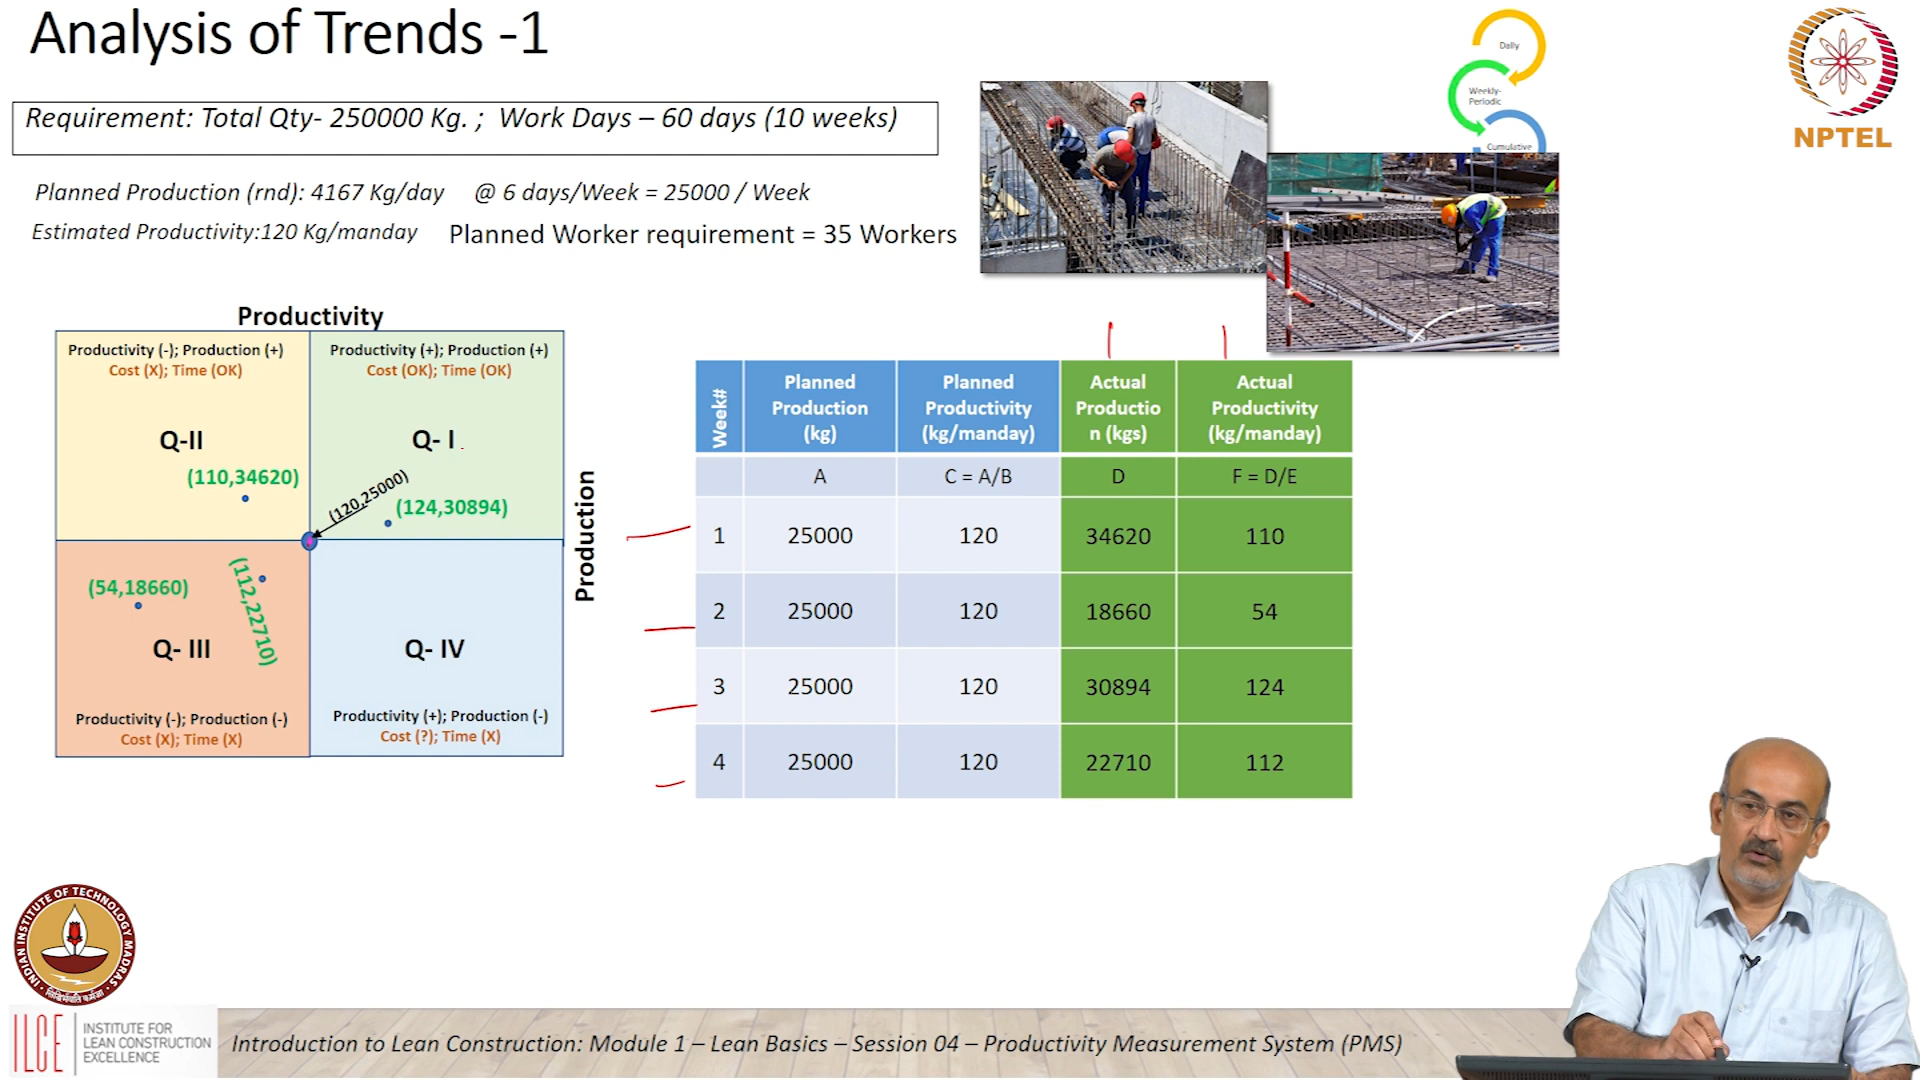 Analysis of Trends -1
Requirement: Total Qty- 250000 Kg. ; Work Days – 60 days (10 weeks)
Planned Production (rnd): 4167 Kg/day @ 6 days/Week = 25000 / Week
Estimated Productivity:120 Kg/manday Planned Worker requirement = 35 Workers
Daily
Weekly-
Periodic
Cumulative
NPTEL
Productivity
Productivity (-); Production (+)
Cost (X); Time (OK)
Q-II
(110,34620)
Productivity (+); Production (+)
Cost (OK); Time (OK)
Q- I
(120,25000)
(124,30894)
Production
(54,18660)
(112,22710)
Q- III
Productivity (-); Production (-)
Cost (X); Time (X)
Q- IV
Productivity (+); Production (-)
Cost (?); Time (X)
Week#
Planned
Production
(kg)
Planned
Productivity
(kg/manday)
Actual
Productio
n (kgs)
Actual
Productivity
(kg/manday)
A C = A/B D F = D/E
1 25000 120 34620 110
2 25000 120 18660 54
3 25000 120 30894 124
4 25000 120 22710 112
INDIAN INSTITUTE OF TECHNOLOGY MADRAS
सिद्धिर्भवति कर्मजा
ILCE
INSTITUTE FOR
LEAN CONSTRUCTION
EXCELLENCE
Introduction to Lean Construction: Module 1 – Lean Basics – Session 04 – Productivity Measurement System (PMS)